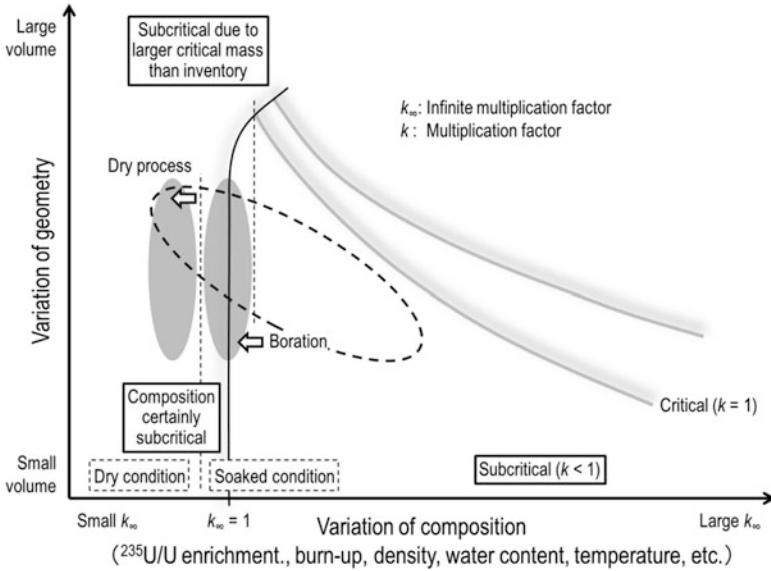 Large
volume
Subcritical due to
larger critical mass
than inventory
k∞: Infinite multiplication factor
k : Multiplication factor
Dry process
Variation of geometry
Boration
Composition
certainly
subcritical
Critical (k = 1)
Small
volume
Dry condition
Soaked condition
Subcritical (k < 1)
Small k∞
k∞ = 1
Variation of composition
Large k∞
(²³⁵U/U enrichment., burn-up, density, water content, temperature, etc.)